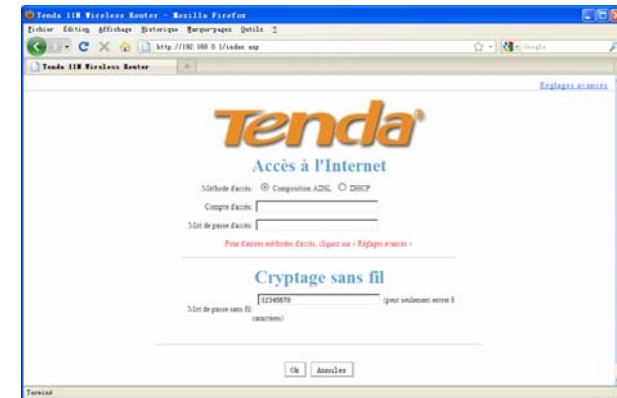 Tenda 11N Wireless Router - Mozilla Firefox
Fichier Édition Affichage Historique Marque-pages Outils ?
http://192.168.0.1/index.asp
Google
Tenda 11N Wireless Router
Réglages avancés
Tenda
Accès à l'Internet
Méthode d'accès: Composition ADSL DHCP
Compte d'accès:
Mot de passe d'accès:
Pour d'autres méthodes d'accès, cliquez sur « Réglages avancés »
Cryptage sans fil
Mot de passe sans fil: 12345678 (peut seulement entrer 8
caractères)
Ok Annuler
Terminé